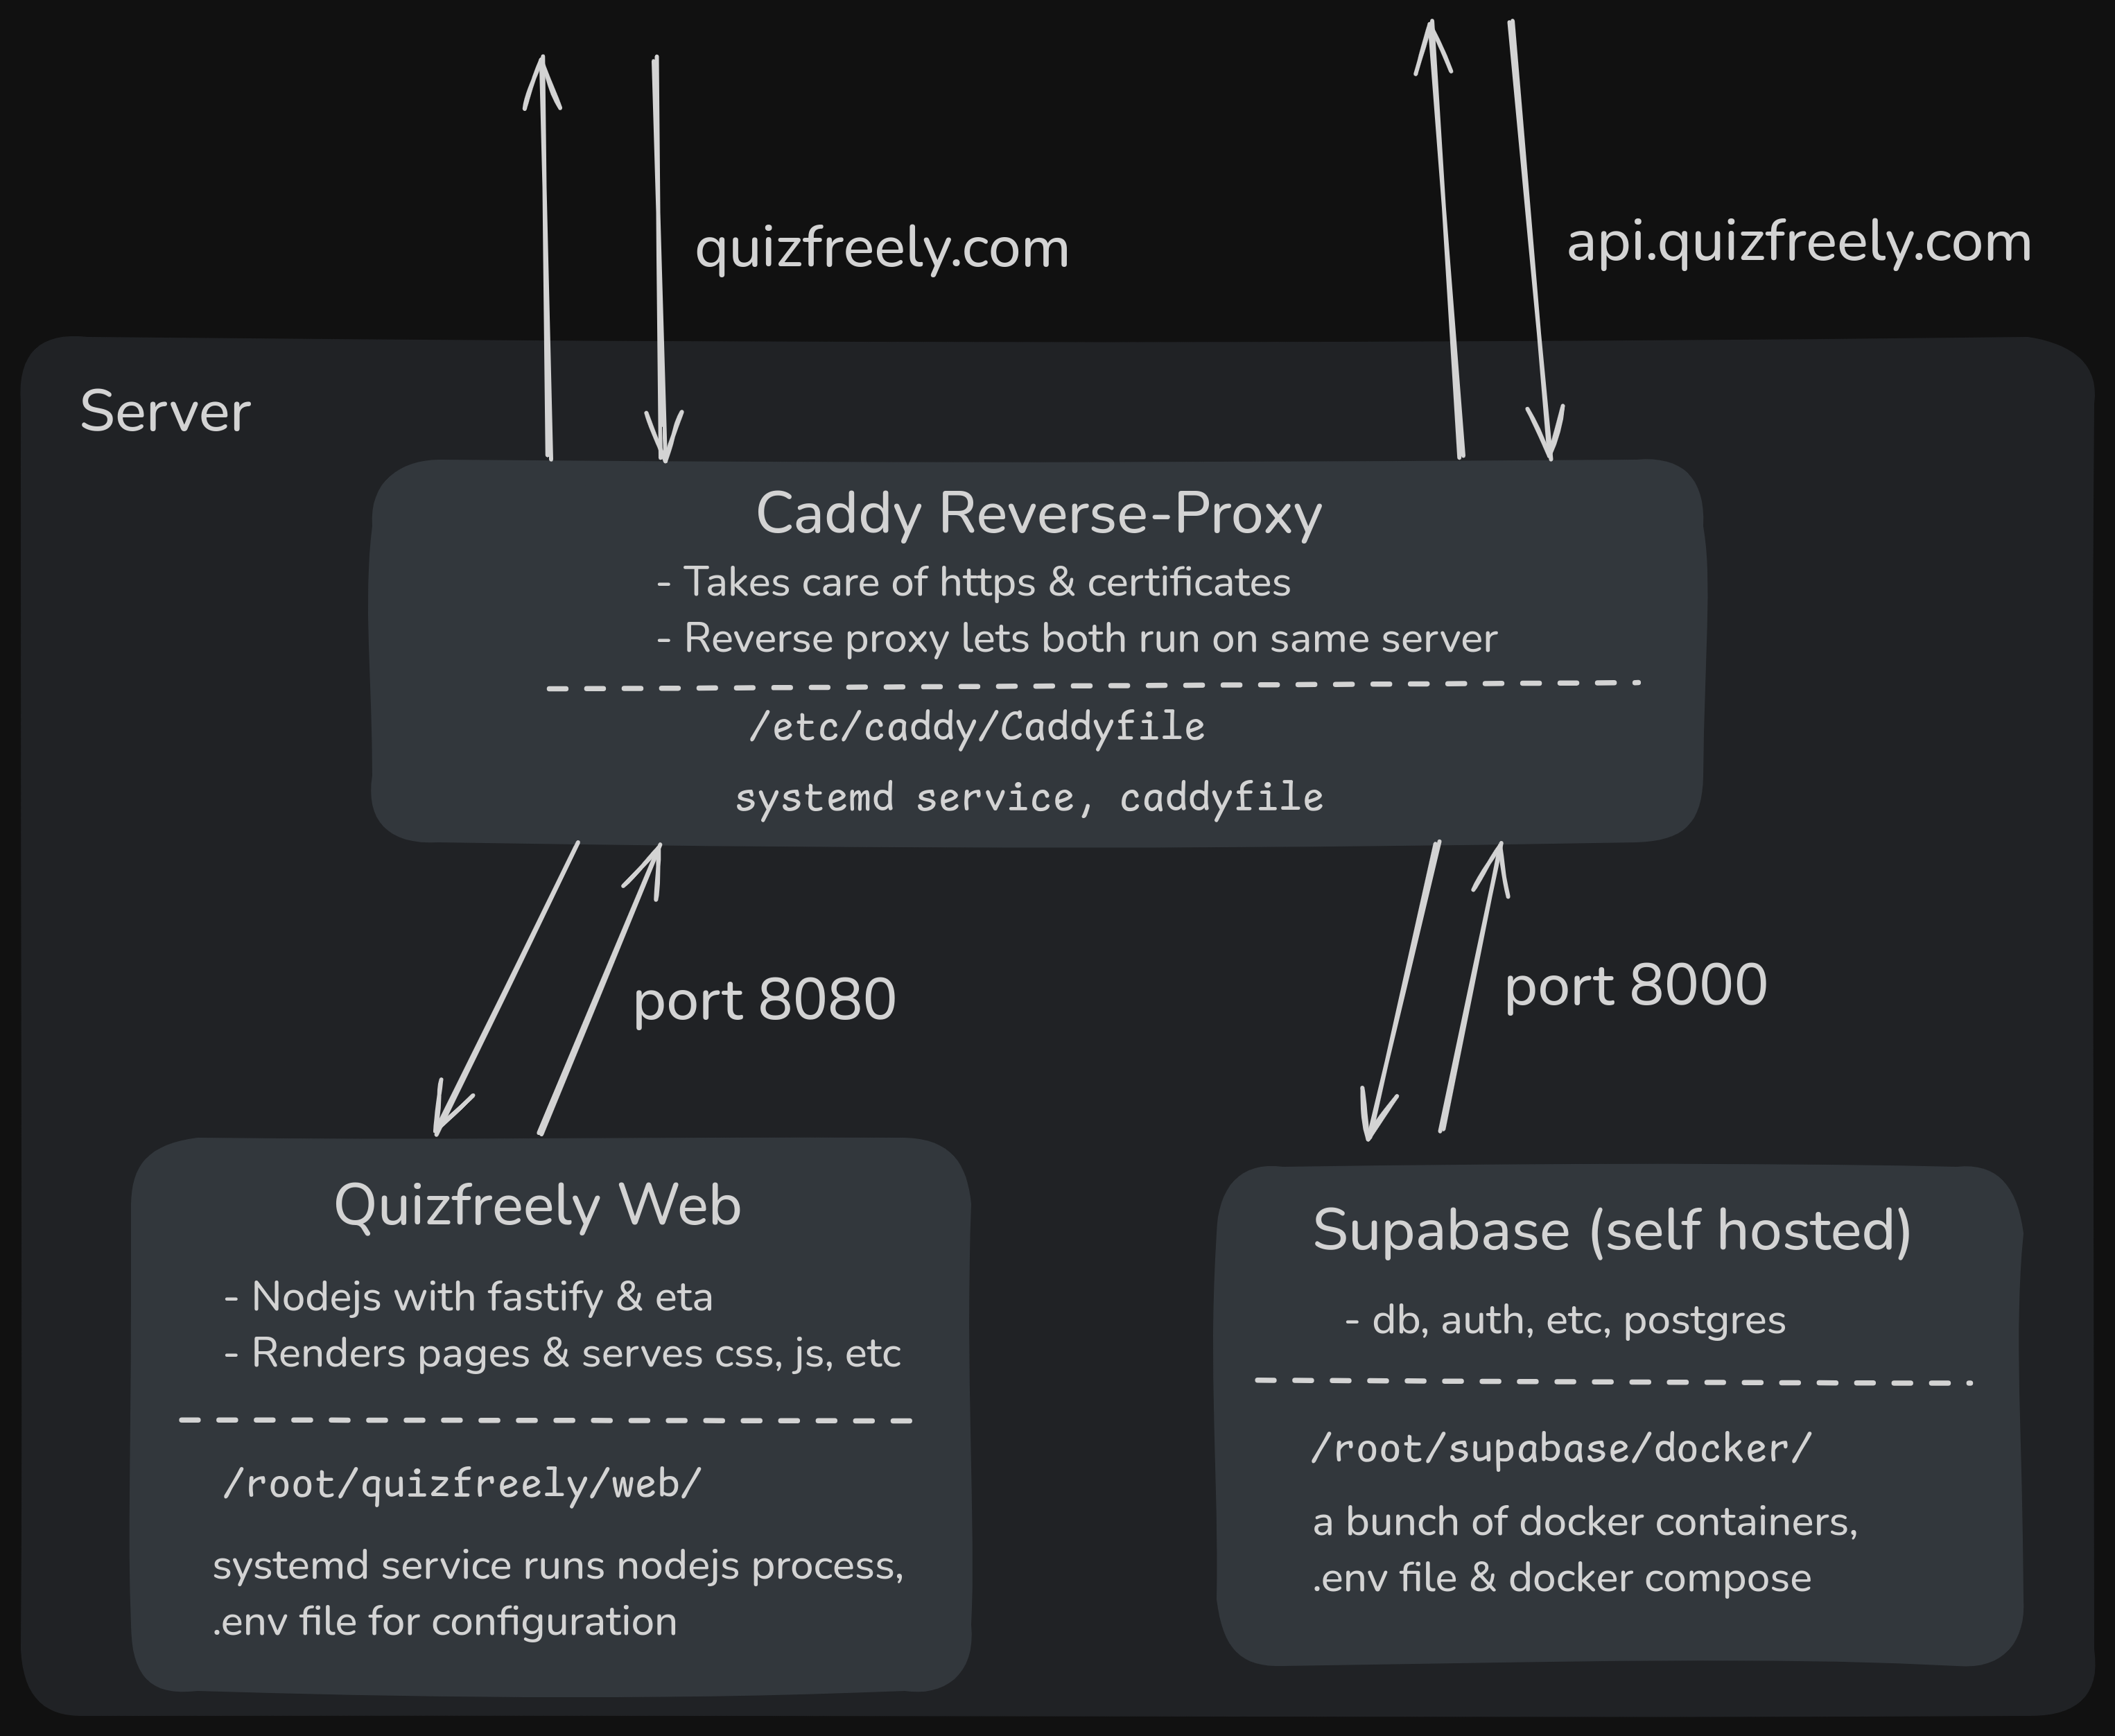 quizfreely.com
api.quizfreely.com
Server
Caddy Reverse-Proxy
- Takes care of https & certificates
- Reverse proxy lets both run on same server
/etc/caddy/Caddyfile
systemd service, caddyfile
port 8080
port 8000
Quizfreely Web
- Nodejs with fastify & eta
- Renders pages & serves css, js, etc
/root/quizfreely/web/
systemd service runs nodejs process,
.env file for configuration
Supabase (self hosted)
- db, auth, etc, postgres
/root/supabase/docker/
a bunch of docker containers,
.env file & docker compose